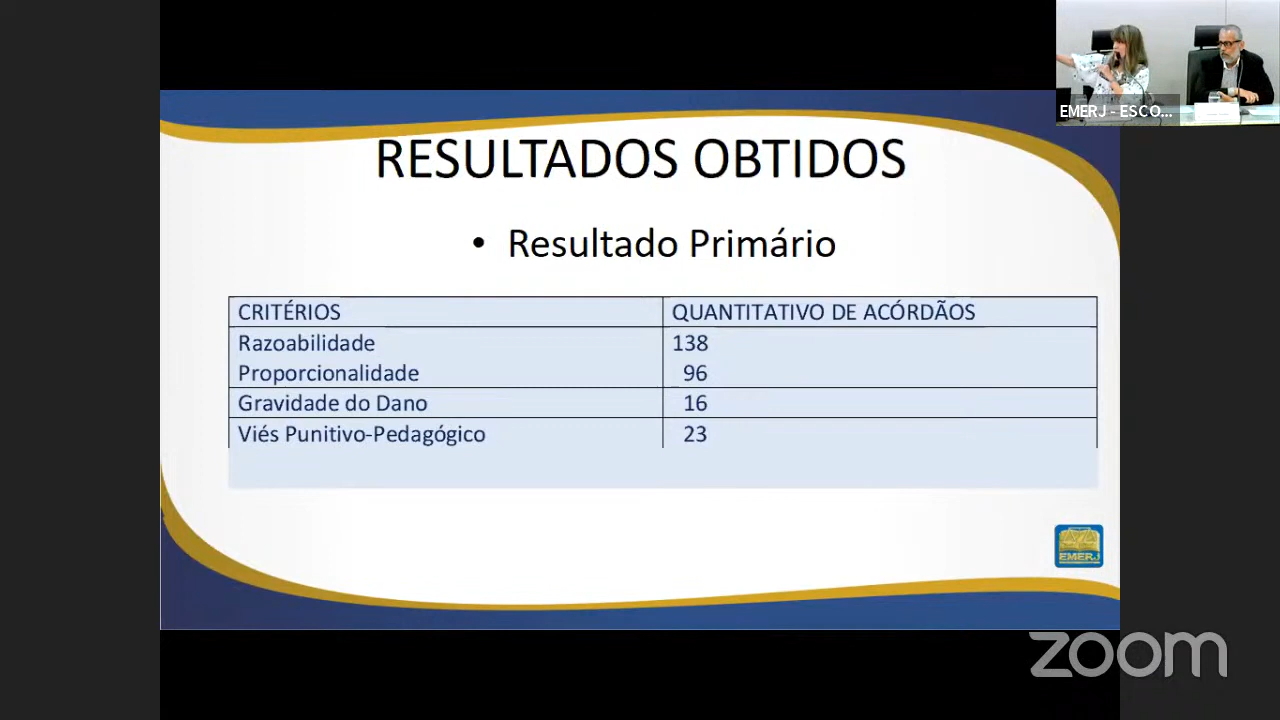 EMERJ - ESCO...
RESULTADOS OBTIDOS
• Resultado Primário
CRITÉRIOS QUANTITATIVO DE ACÓRDÃOS
Razoabilidade 138
Proporcionalidade 96
Gravidade do Dano 16
Viés Punitivo-Pedagógico 23
EMERJ
zoom